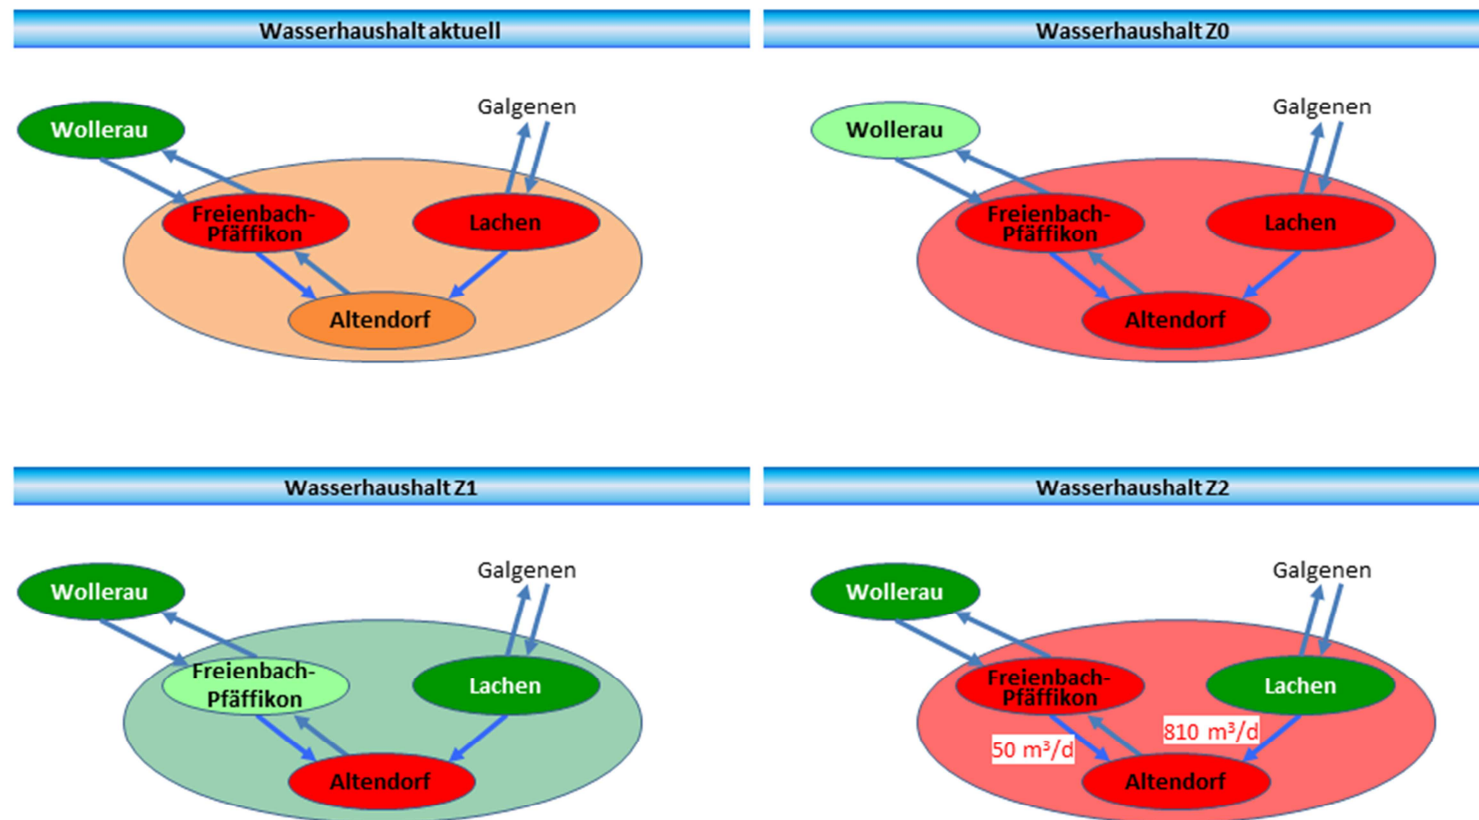 Wasserhaushalt aktuell
Wasserhaushalt Z0
Galgenen
Wollerau
Freienbach-
Pfäffikon
Lachen
Altendorf
Galgenen
Wollerau
Freienbach-
Pfäffikon
Lachen
Altendorf
Wasserhaushalt Z1
Wasserhaushalt Z2
Galgenen
Wollerau
Freienbach-
Pfäffikon
Lachen
Altendorf
Galgenen
Wollerau
Freienbach-
Pfäffikon
Lachen
810 m³/d
50 m³/d
Altendorf